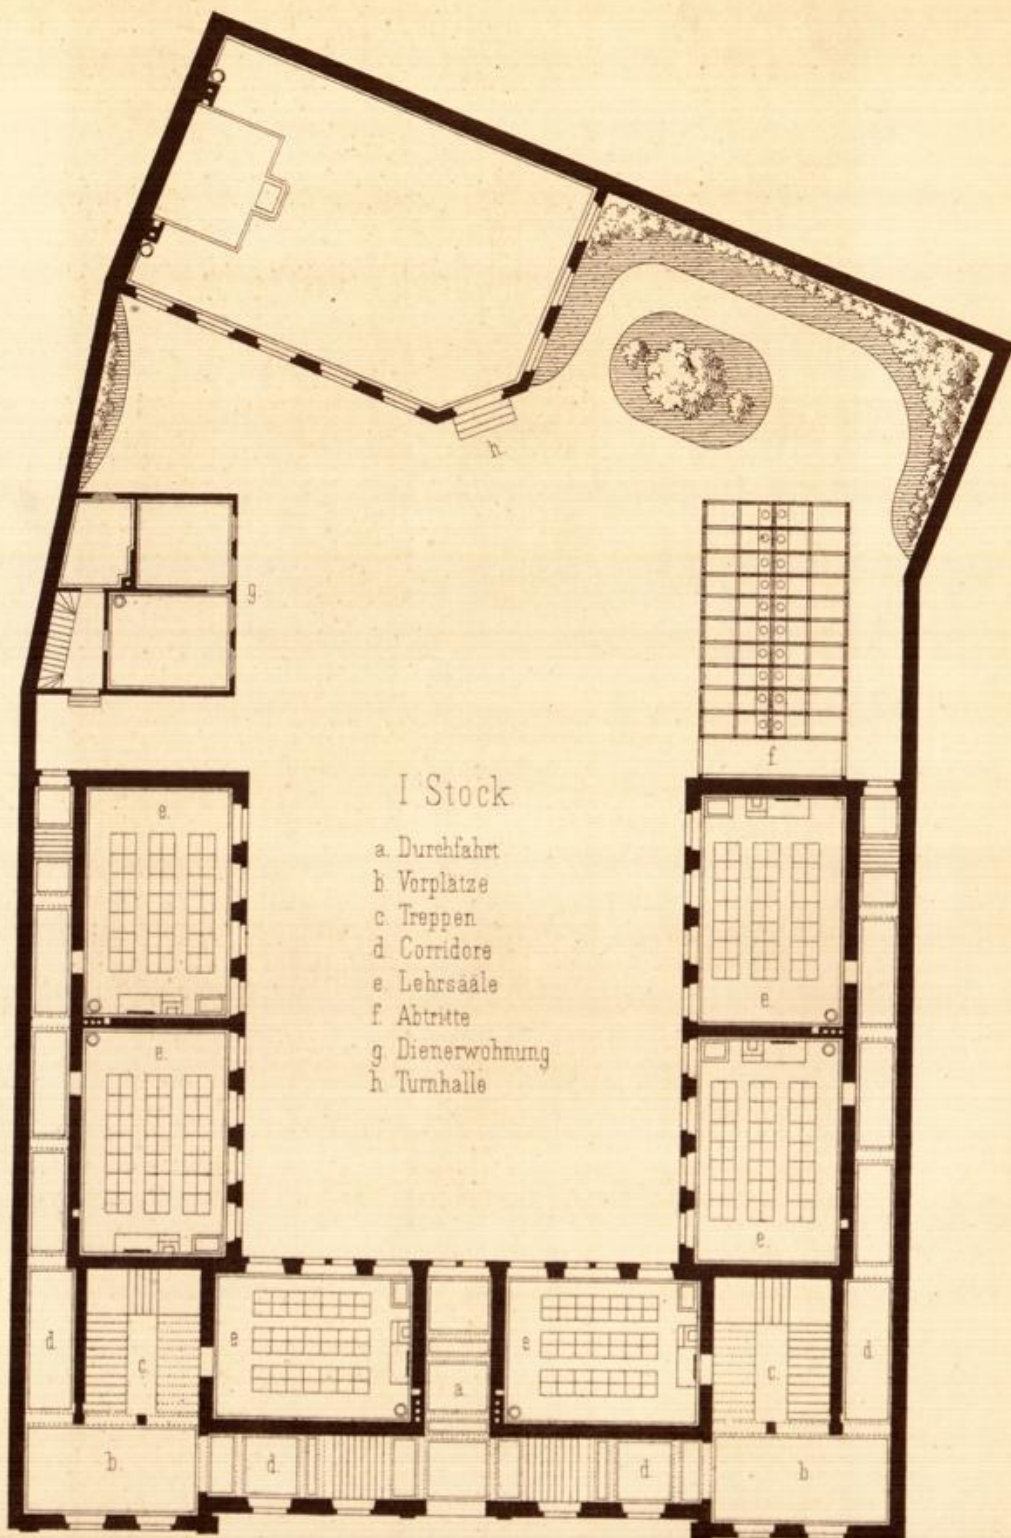 h.
g.
f.
I Stock
a. Durchfahrt
b. Vorplätze
c. Treppen
d. Corridore
e. Lehrsääle
f. Abtritte
g. Dienerwohnung
h. Turnhalle
e.
e.
e.
e.
e
e
d.
c.
a
c.
d.
b.
d.
d.
b